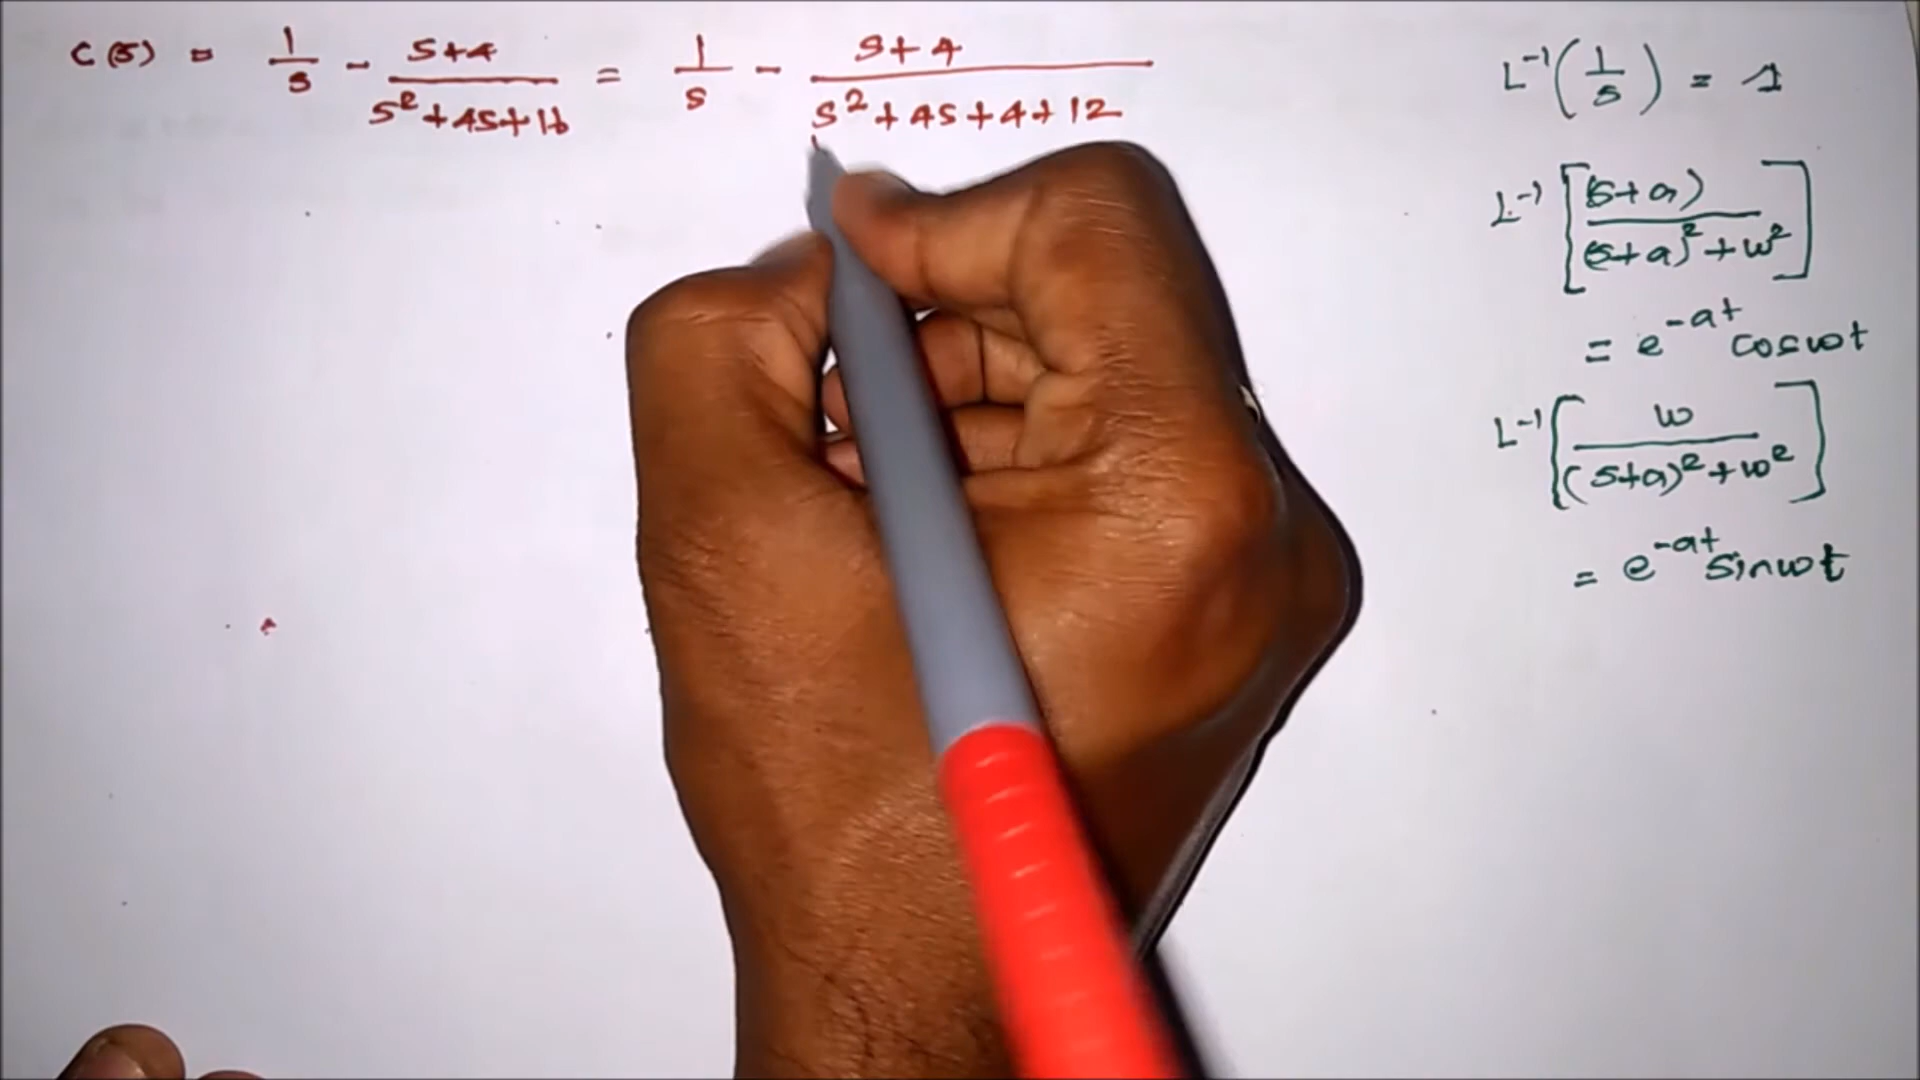 C(s) = 1/s - s+4/s²+4s+16 = 1/s - s+4/s²+4s+4+12
L⁻¹(1/s) = 1
L⁻¹[(s+a)/(s+a)²+ω²]
= e⁻ᵃᵗ cosωt
L⁻¹[ω/(s+a)²+ω²]
= e⁻ᵃᵗ sinωt